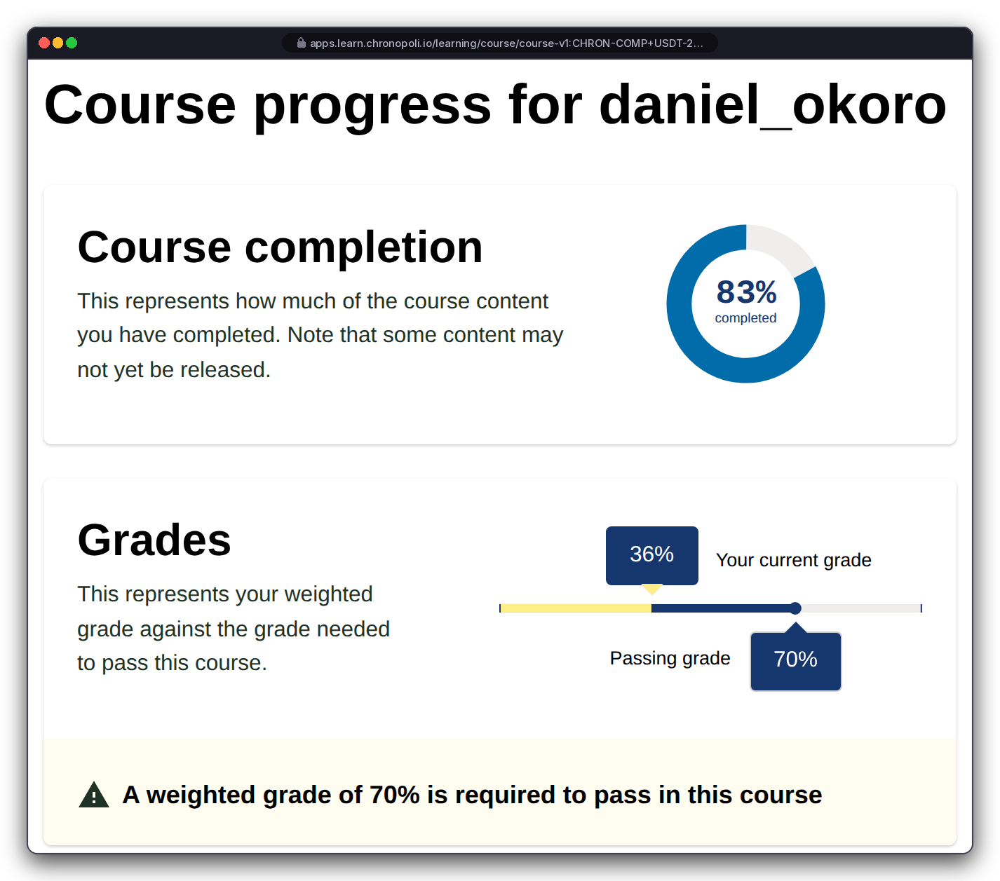 apps.learn.chronopoli.io/learning/course/course-v1:CHRON-COMP+USDT-2...
Course progress for daniel_okoro
Course completion
This represents how much of the course content
you have completed. Note that some content may
not yet be released.
83%
completed
Grades
This represents your weighted
grade against the grade needed
to pass this course.
36%
Your current grade
Passing grade
70%
A weighted grade of 70% is required to pass in this course